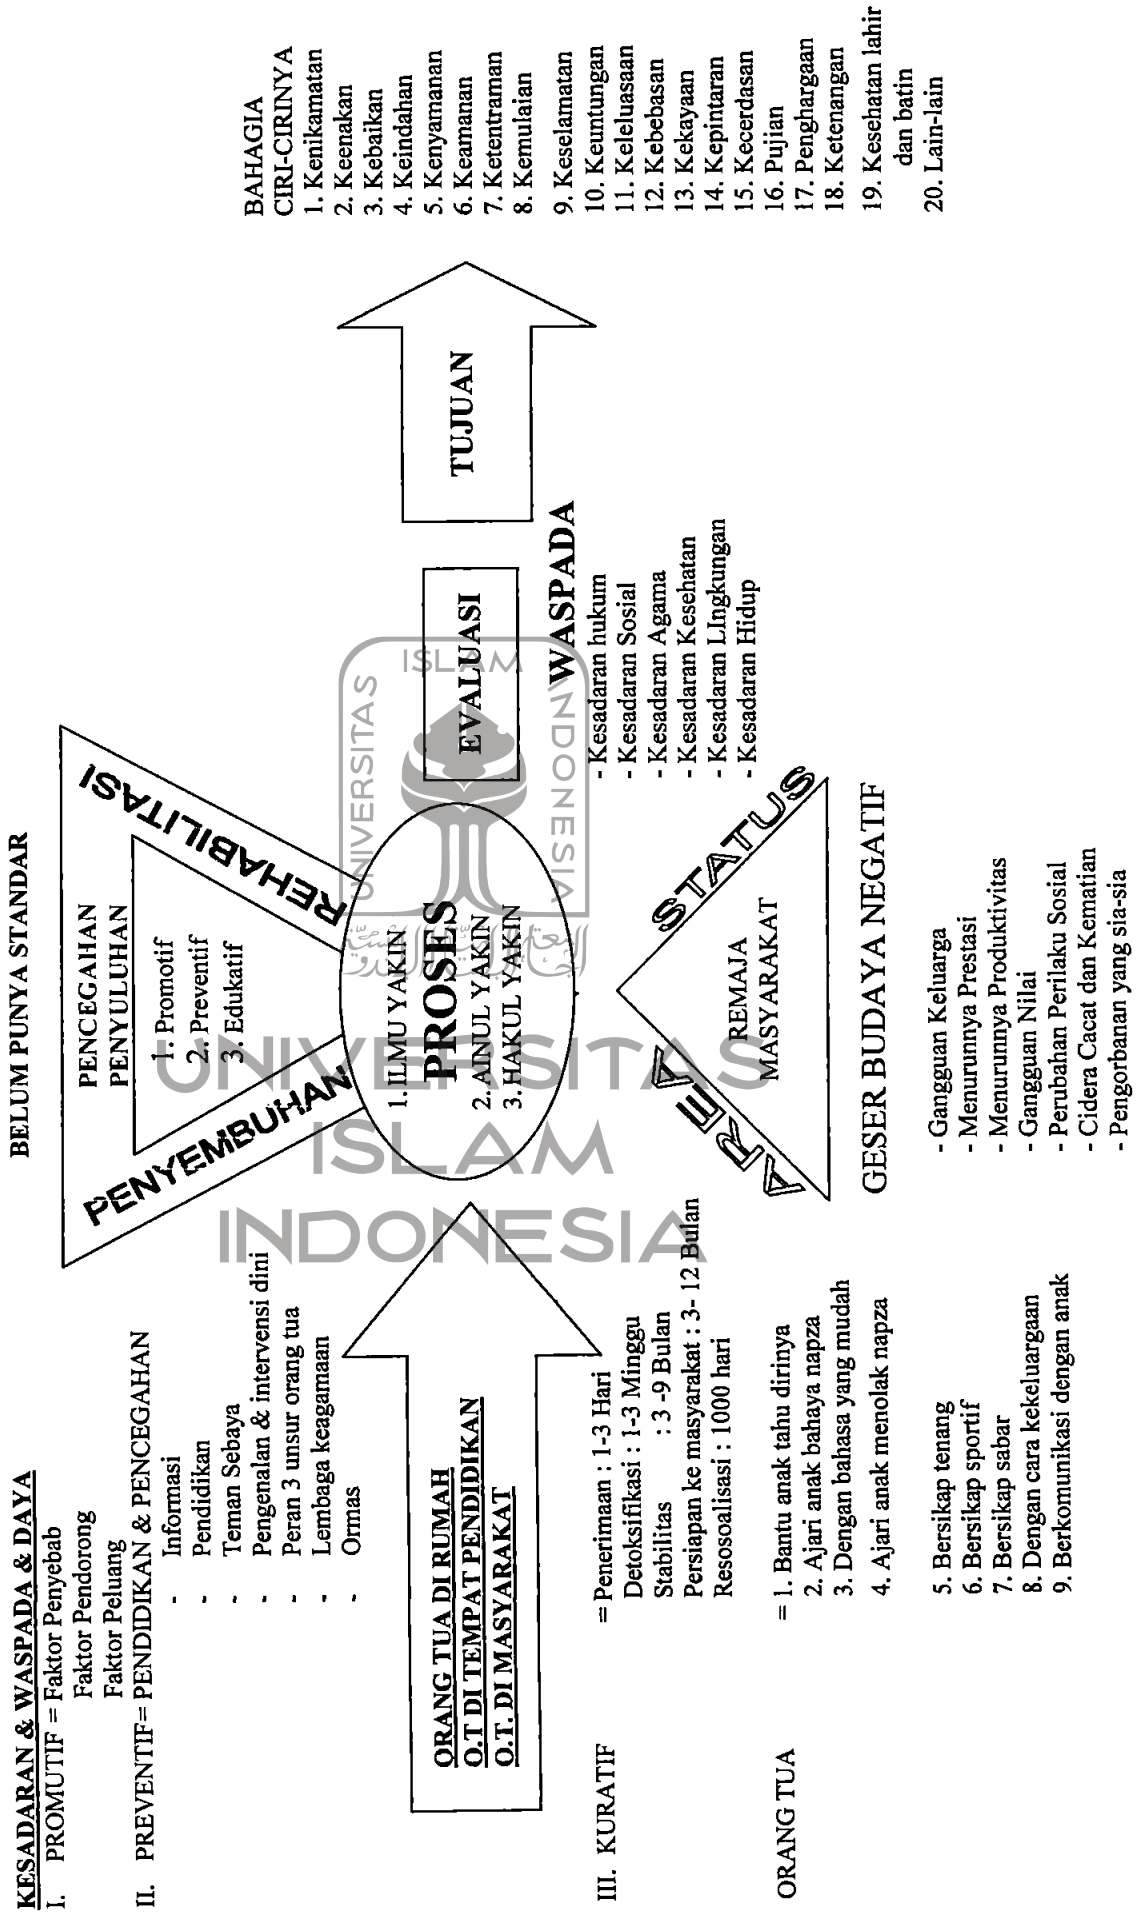 KESADARAN & WASPADA & DAYA
I. PROMUTIF = Faktor Penyebab
Faktor Pendorong
Faktor Peluang
II. PREVENTIF= PENDIDIKAN & PENCEGAHAN
- Informasi
- Pendidikan
- Teman Sebaya
- Pengenalan & intervensi dini
- Peran 3 unsur orang tua
- Lembaga keagamaan
- Ormas
ORANG TUA DI RUMAH
O.T DI TEMPAT PENDIDIKAN
O.T. DI MASYARAKAT
III. KURATIF = Penerimaan : 1-3 Hari
Detoksifikasi : 1-3 Minggu
Stabilitas : 3 -9 Bulan
Persiapan ke masyarakat : 3- 12 Bulan
Resosoalisasi : 1000 hari
ORANG TUA = 1. Bantu anak tahu dirinya
2. Ajari anak bahaya napza
3. Dengan bahasa yang mudah
4. Ajari anak menolak napza
5. Bersikap tenang
6. Bersikap sportif
7. Bersikap sabar
8. Dengan cara kekeluargaan
9. Berkomunikasi dengan anak
BELUM PUNYA STANDAR
PENCEGAHAN
PENYULUHAN
1. Promotif
2. Preventif
3. Edukatif
PENYEMBUHAN
REHABILITASI
1. ILMU YAKIN
PROSES
2. AINUL YAKIN
3. HAKUL YAKIN
AREA
STATUS
REMAJA
MASYARAKAT
GESER BUDAYA NEGATIF
- Gangguan Keluarga
- Menurunnya Prestasi
- Menurunnya Produktivitas
- Gangguan Nilai
- Perubahan Perilaku Sosial
- Cidera Cacat dan Kematian
- Pengorbanan yang sia-sia
EVALUASI
WASPADA
- Kesadaran hukum
- Kesadaran Sosial
- Kesadaran Agama
- Kesadaran Kesehatan
- Kesadaran LIngkungan
- Kesadaran Hidup
TUJUAN
BAHAGIA
CIRI-CIRINYA
1. Kenikamatan
2. Keenakan
3. Kebaikan
4. Keindahan
5. Kenyamanan
6. Keamanan
7. Ketentraman
8. Kemulaian
9. Keselamatan
10. Keuntungan
11. Keleluasaan
12. Kebebasan
13. Kekayaan
14. Kepintaran
15. Kecerdasan
16. Pujian
17. Penghargaan
18. Ketenangan
19. Kesehatan lahir
dan batin
20. Lain-lain
UNIVERSITAS
ISLAM
INDONESIA
UNIVERSITAS
ISLAM
INDONESIA